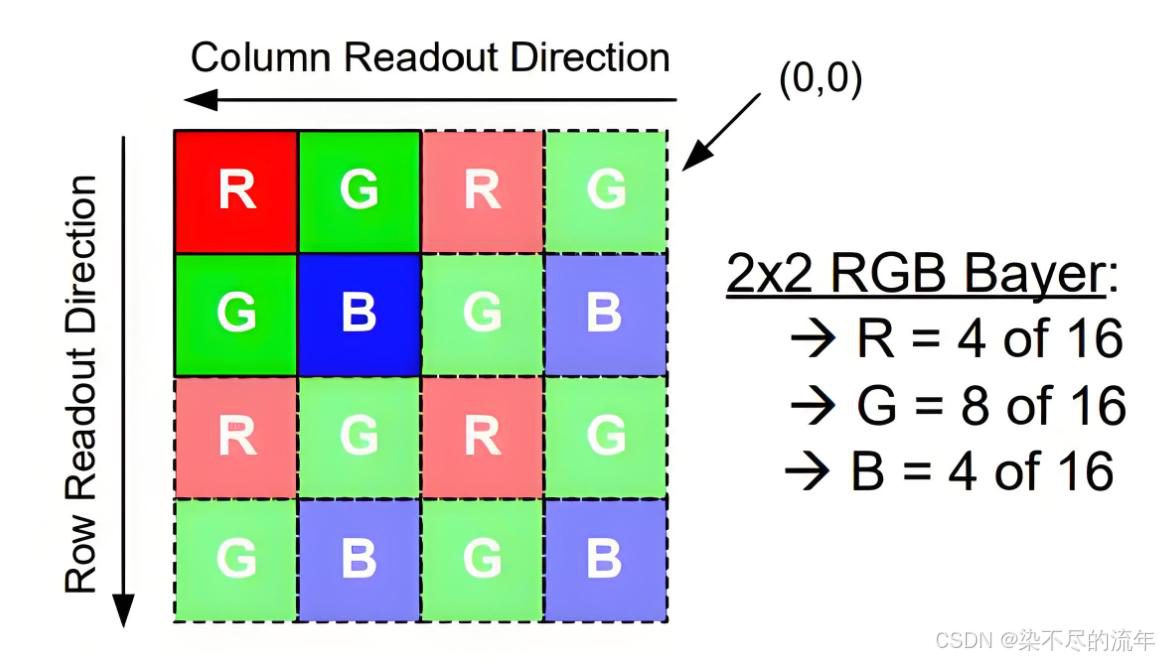 Column Readout Direction
(0,0)
Row Readout Direction
R G R G
G B G B
R G R G
G B G B
2x2 RGB Bayer:
→ R = 4 of 16
→ G = 8 of 16
→ B = 4 of 16
CSDN @染不尽的流年